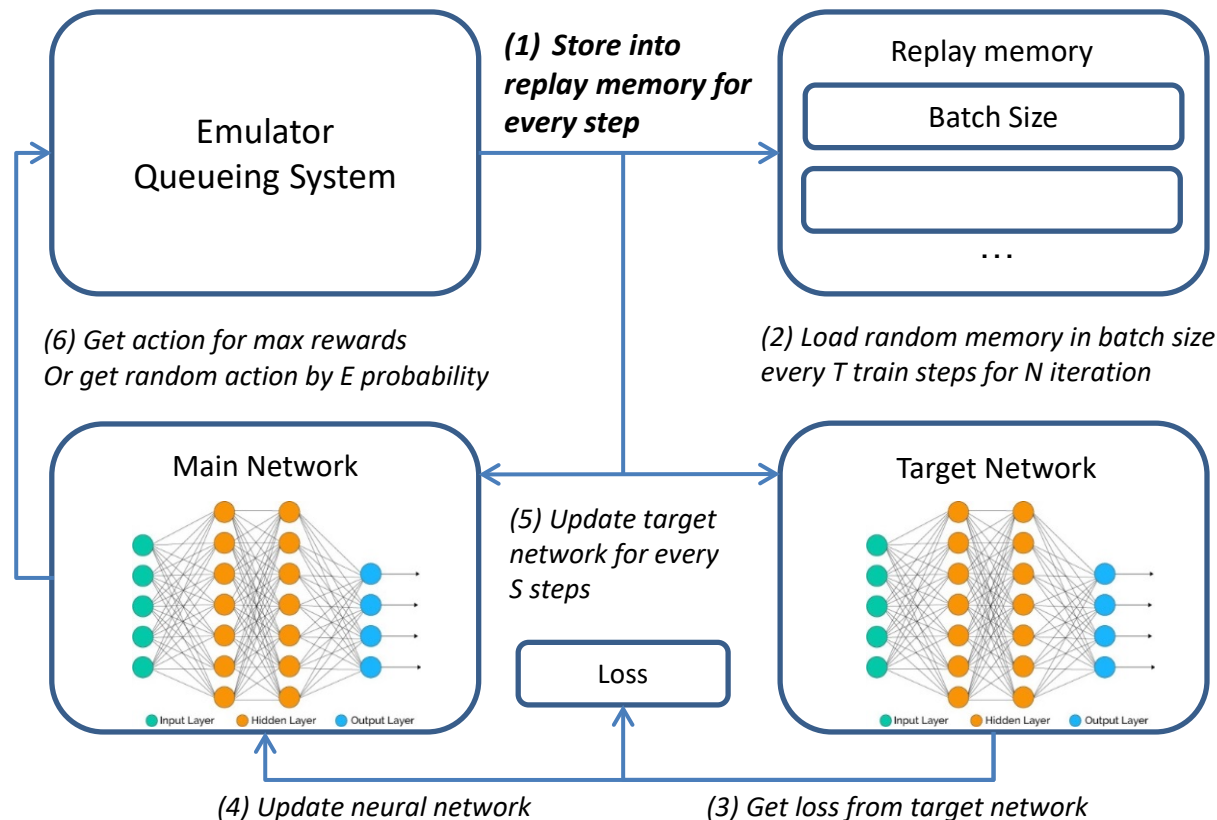 Emulator
Queueing System
(1) Store into
replay memory for
every step
Replay memory
Batch Size
...
(6) Get action for max rewards
Or get random action by E probability
(2) Load random memory in batch size
every T train steps for N iteration
Main Network
Input Layer Hidden Layer Output Layer
(5) Update target
network for every
S steps
Loss
Target Network
Input Layer Hidden Layer Output Layer
(4) Update neural network
(3) Get loss from target network